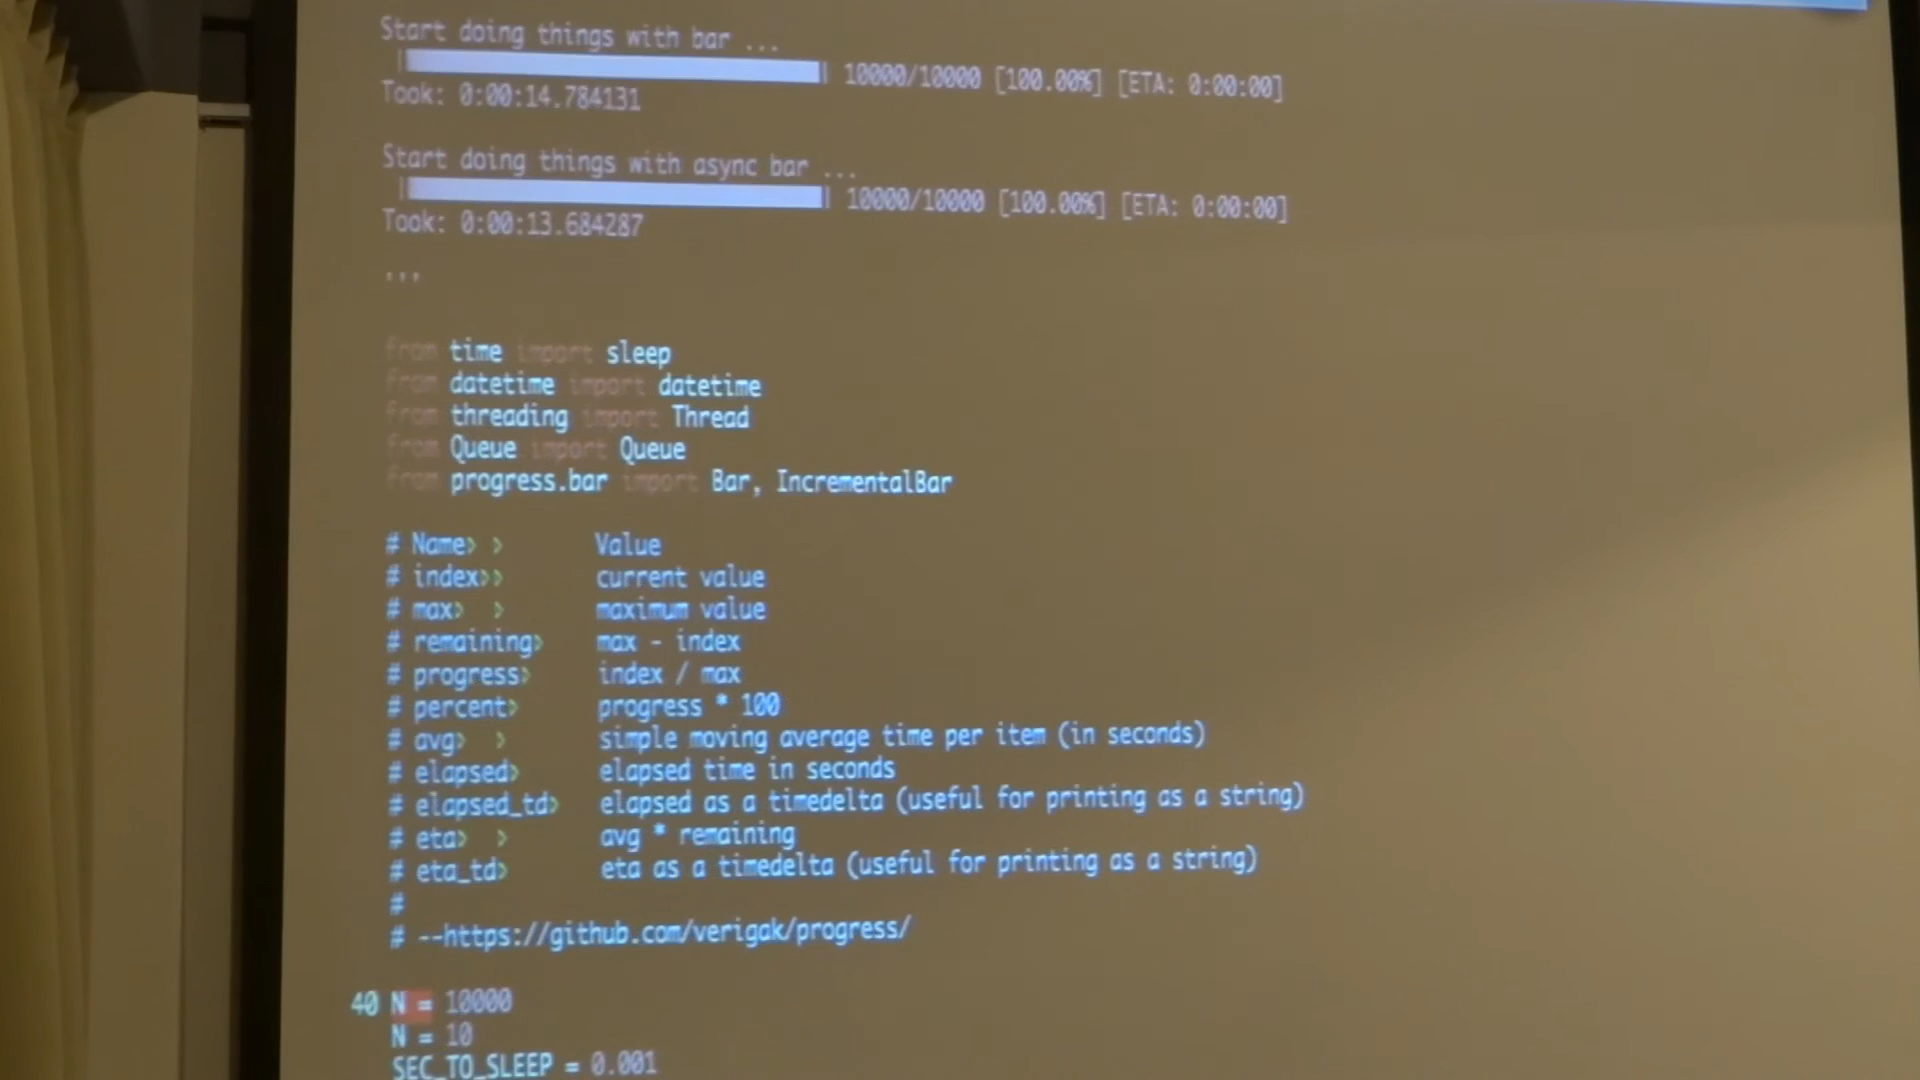 Start doing things with bar ...
| | 10000/10000 [100.00%] [ETA: 0:00:00]
Took: 0:00:14.784131
Start doing things with async bar ...
| | 10000/10000 [100.00%] [ETA: 0:00:00]
Took: 0:00:13.684287
...
from time import sleep
from datetime import datetime
from threading import Thread
from Queue import Queue
from progress.bar import Bar, IncrementalBar
# Name> > Value
# index>> current value
# max> > maximum value
# remaining> max - index
# progress> index / max
# percent> progress * 100
# avg> > simple moving average time per item (in seconds)
# elapsed> elapsed time in seconds
# elapsed_td> elapsed as a timedelta (useful for printing as a string)
# eta> > avg * remaining
# eta_td> eta as a timedelta (useful for printing as a string)
#
# --https://github.com/verigak/progress/
40 N = 10000
N = 10
SEC_TO_SLEEP = 0.001